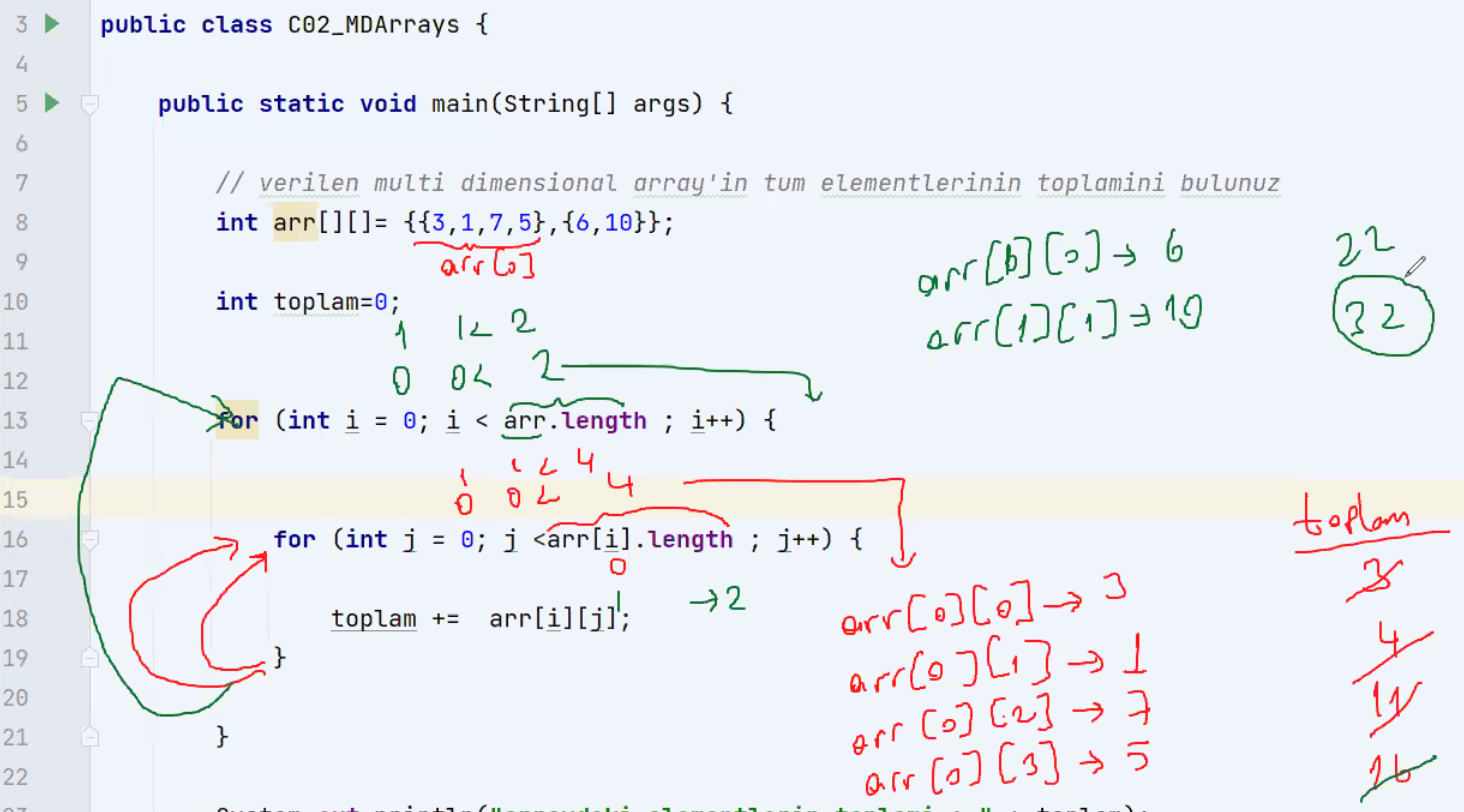 3 public class C02_MDArrays {
4
5 public static void main(String[] args) {
6
7 // verilen multi dimensional array'in tum elementlerinin toplamini bulunuz
8 int arr[][]= {{3,1,7,5},{6,10}};
9 arr[0]
arr[b][0]→ 6 22
10 int toplam=0;
arr[1][1]→10 32
11 1 1< 2
12 0 0< 2
13 for (int i = 0; i < arr.length ; i++) {
14 1 1< 4
15 0 0< 4
toplam
16 for (int j = 0; j <arr[i].length ; j++) {
17 0
3
1 →2
arr[0][0]→ 3
18 toplam += arr[i][j];
4
19 }
arr[0][1]→ 1
20
11
arr[0][2]→ 7
21 }
arr[0][3]→ 5 16
22